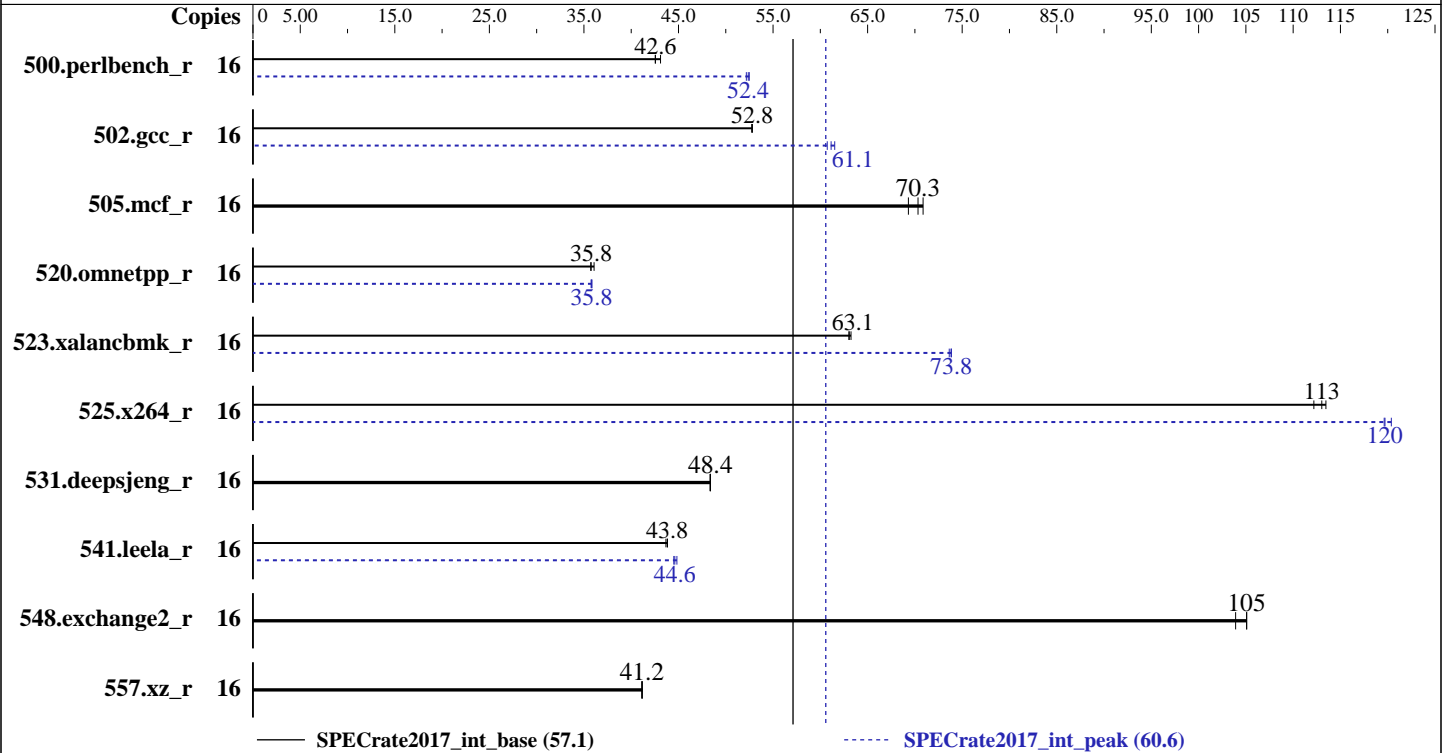 Copies 0 5.00 15.0 25.0 35.0 45.0 55.0 65.0 75.0 85.0 95.0 100 105 110 115 125
42.6
500.perlbench_r 16
52.4
52.8
502.gcc_r 16
61.1
70.3
505.mcf_r 16
35.8
520.omnetpp_r 16
35.8
63.1
523.xalancbmk_r 16
73.8
113
525.x264_r 16
120
48.4
531.deepsjeng_r 16
43.8
541.leela_r 16
44.6
105
548.exchange2_r 16
41.2
557.xz_r 16
SPECrate2017_int_base (57.1) SPECrate2017_int_peak (60.6)